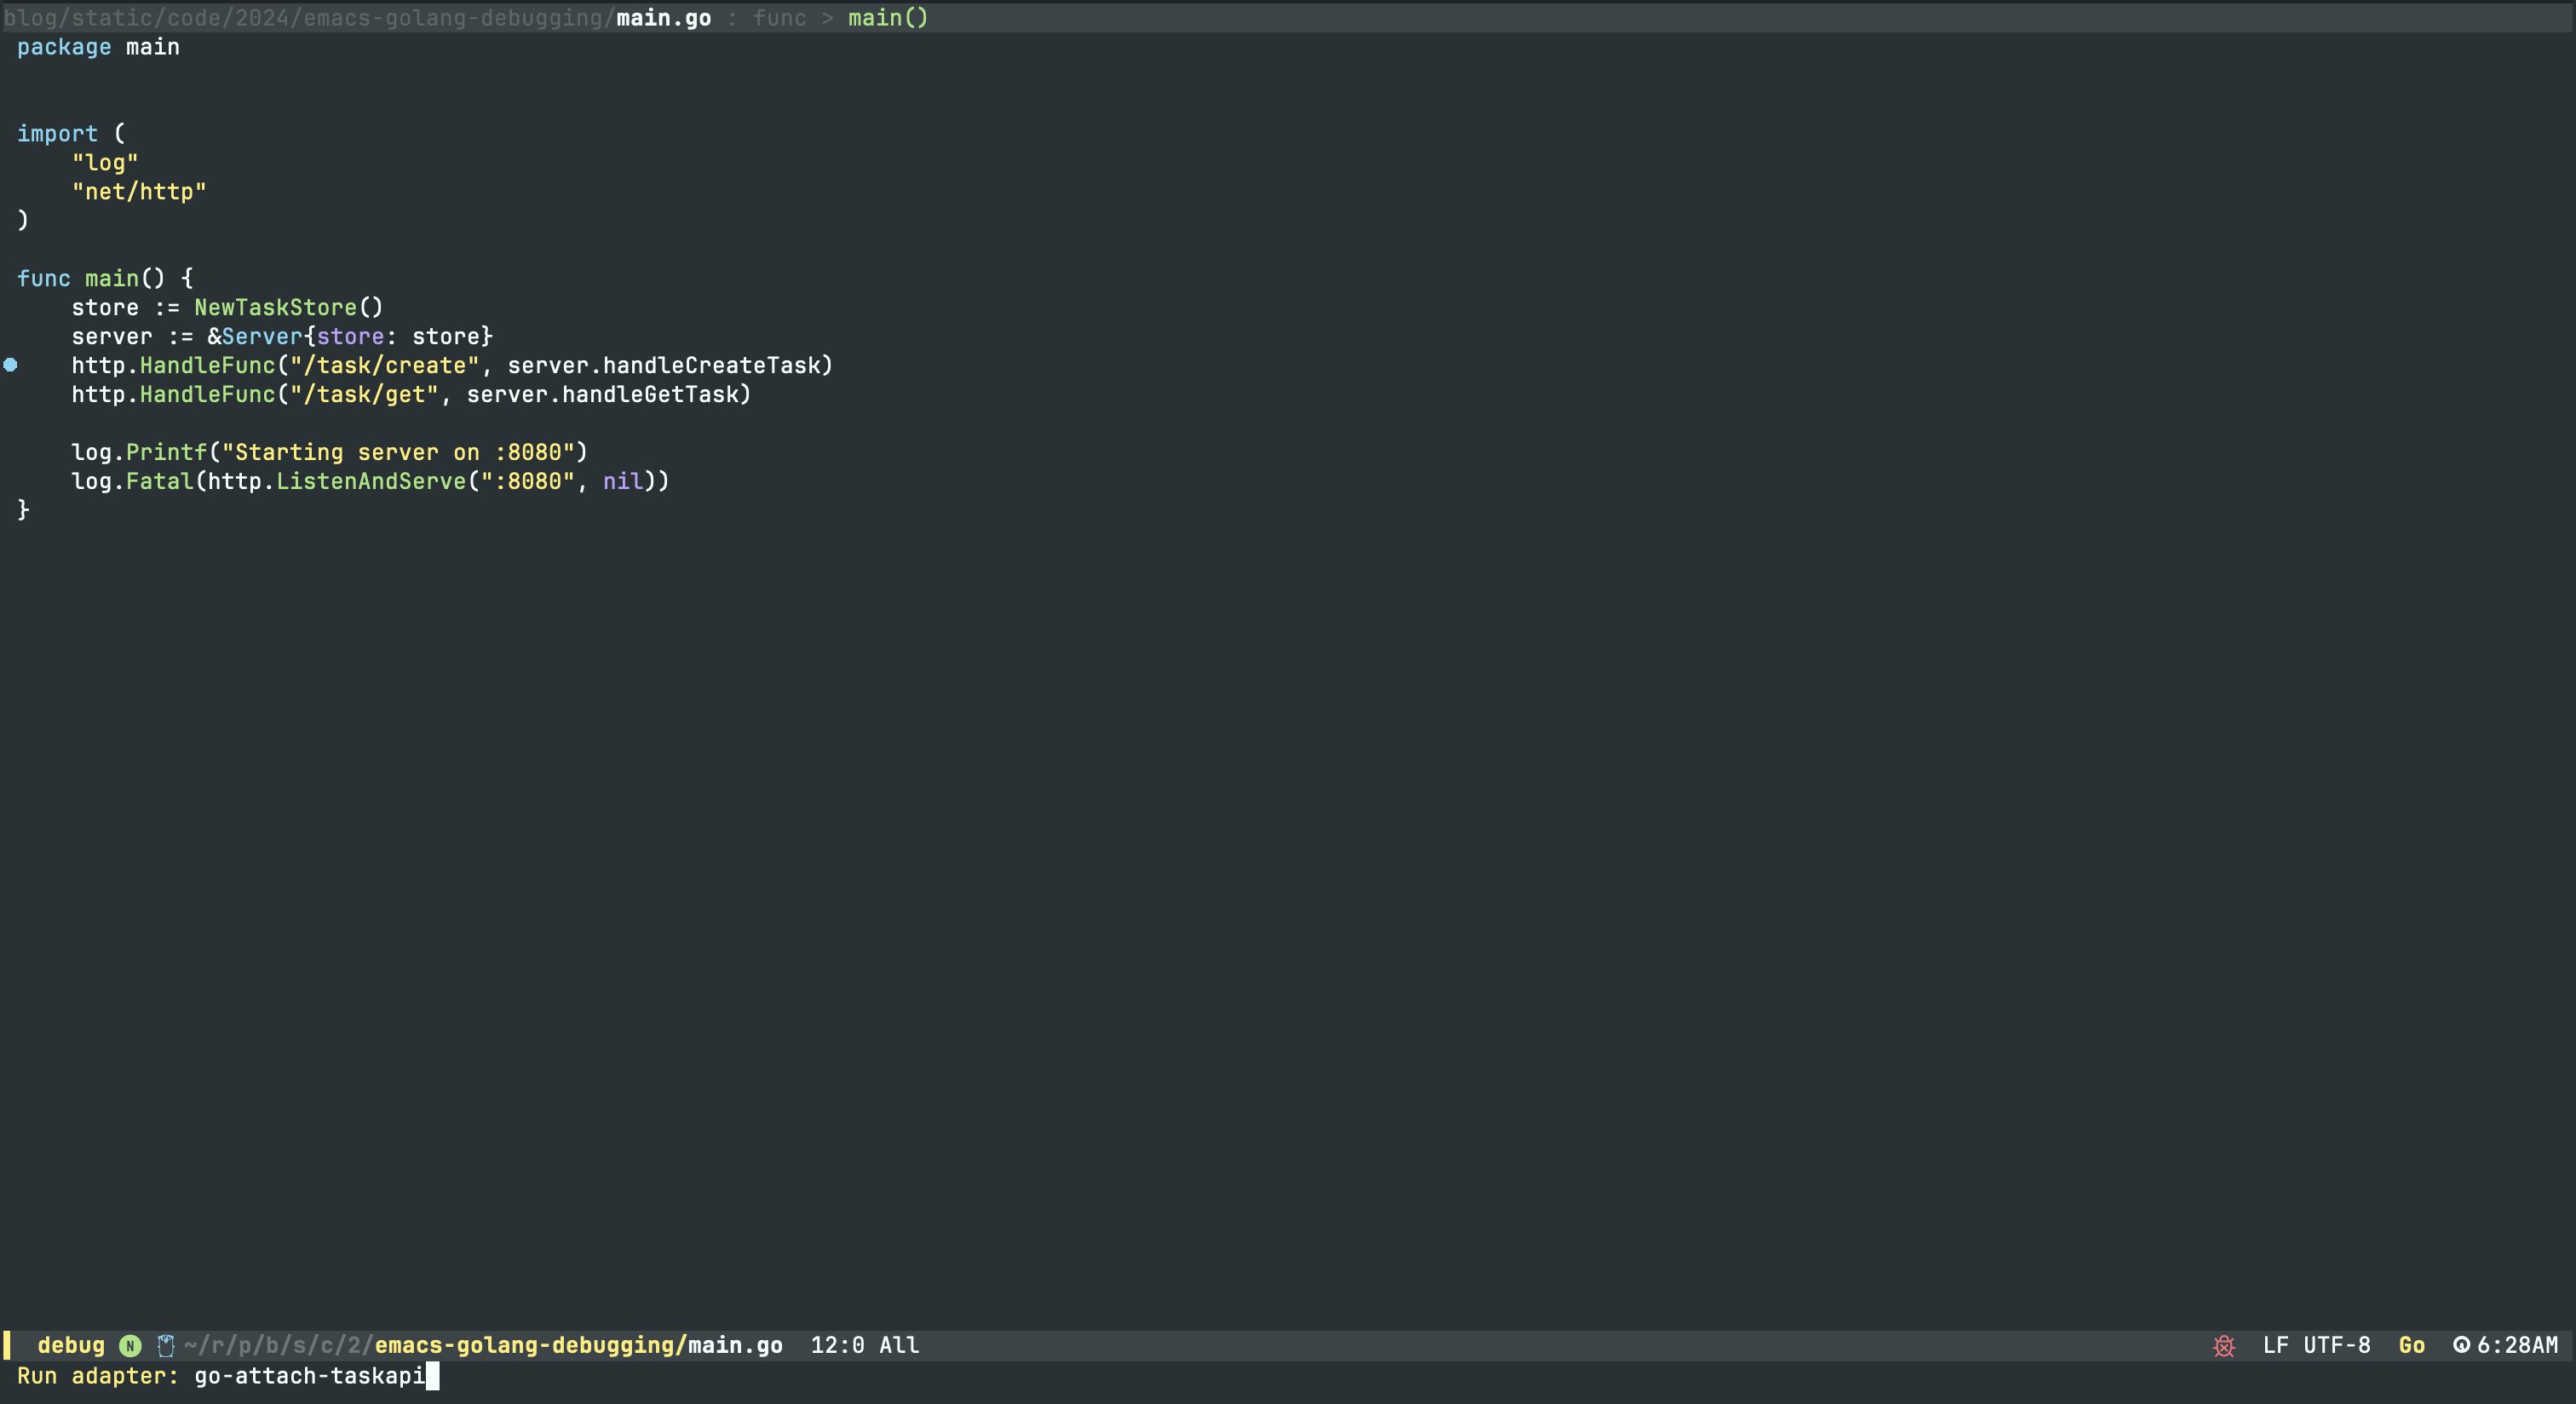 blog/static/code/2024/emacs-golang-debugging/main.go : func > main()
package main
import (
    "log"
    "net/http"
)
func main() {
    store := NewTaskStore()
    server := &Server{store: store}
    http.HandleFunc("/task/create", server.handleCreateTask)
    http.HandleFunc("/task/get", server.handleGetTask)
    log.Printf("Starting server on :8080")
    log.Fatal(http.ListenAndServe(":8080", nil))
}
debug N ~/r/p/b/s/c/2/emacs-golang-debugging/main.go 12:0 All LF UTF-8 Go 6:28AM
Run adapter: go-attach-taskapi